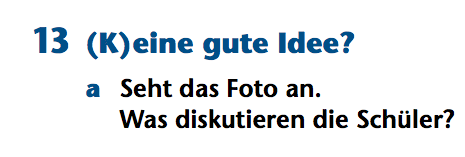 13 (K)eine gute Idee?
a Seht das Foto an.
Was diskutieren die Schüler?